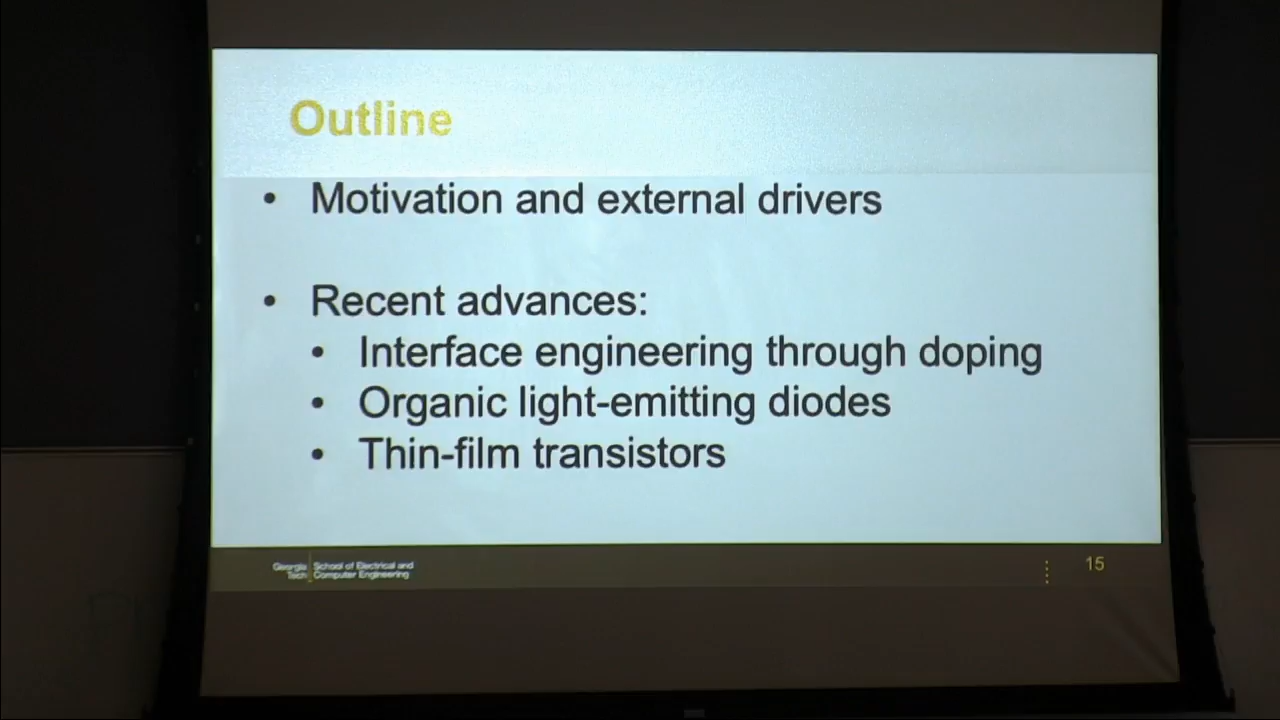 Outline
• Motivation and external drivers
• Recent advances:
• Interface engineering through doping
• Organic light-emitting diodes
• Thin-film transistors
Georgia Tech
School of Electrical and
Computer Engineering
15